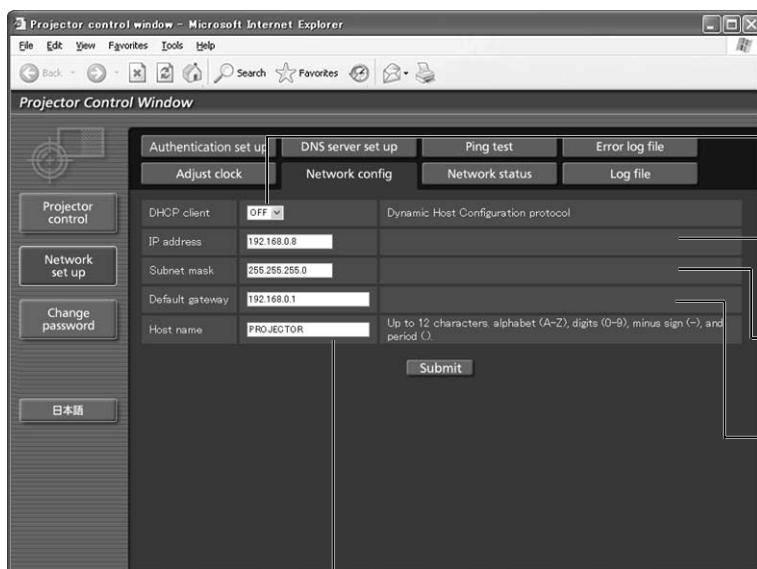 Projector control window - Microsoft Internet Explorer
File Edit View Favorites Tools Help
Back Search Favorites
Projector Control Window
Authentication set up DNS server set up Ping test Error log file
Adjust clock Network config Network status Log file
Projector control
Network set up
Change password
日本語
DHCP client OFF Dynamic Host Configuration protocol
IP address 192.168.0.8
Subnet mask 255.255.255.0
Default gateway 192.168.0.1
Host name PROJECTOR Up to 12 characters. alphabet (A-Z), digits (0-9), minus sign (-), and
period (.).
Submit